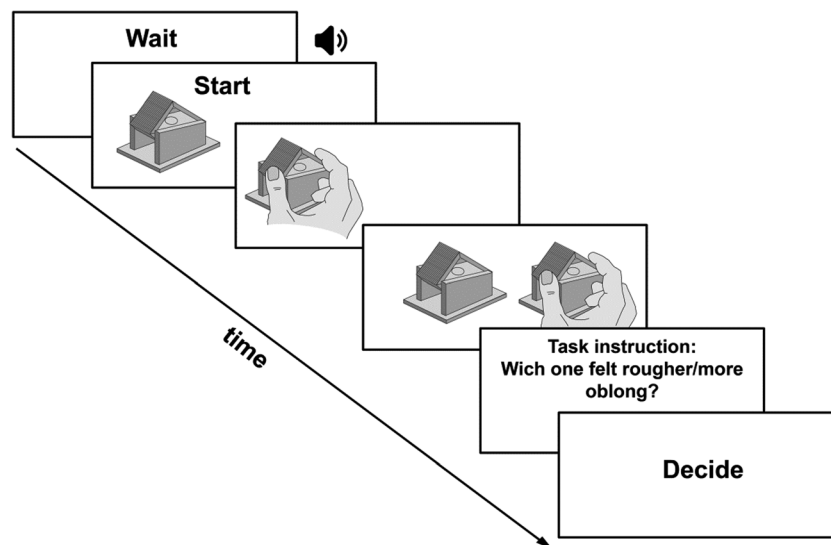 Wait
Start
time
Task instruction:
Wich one felt rougher/more
oblong?
Decide